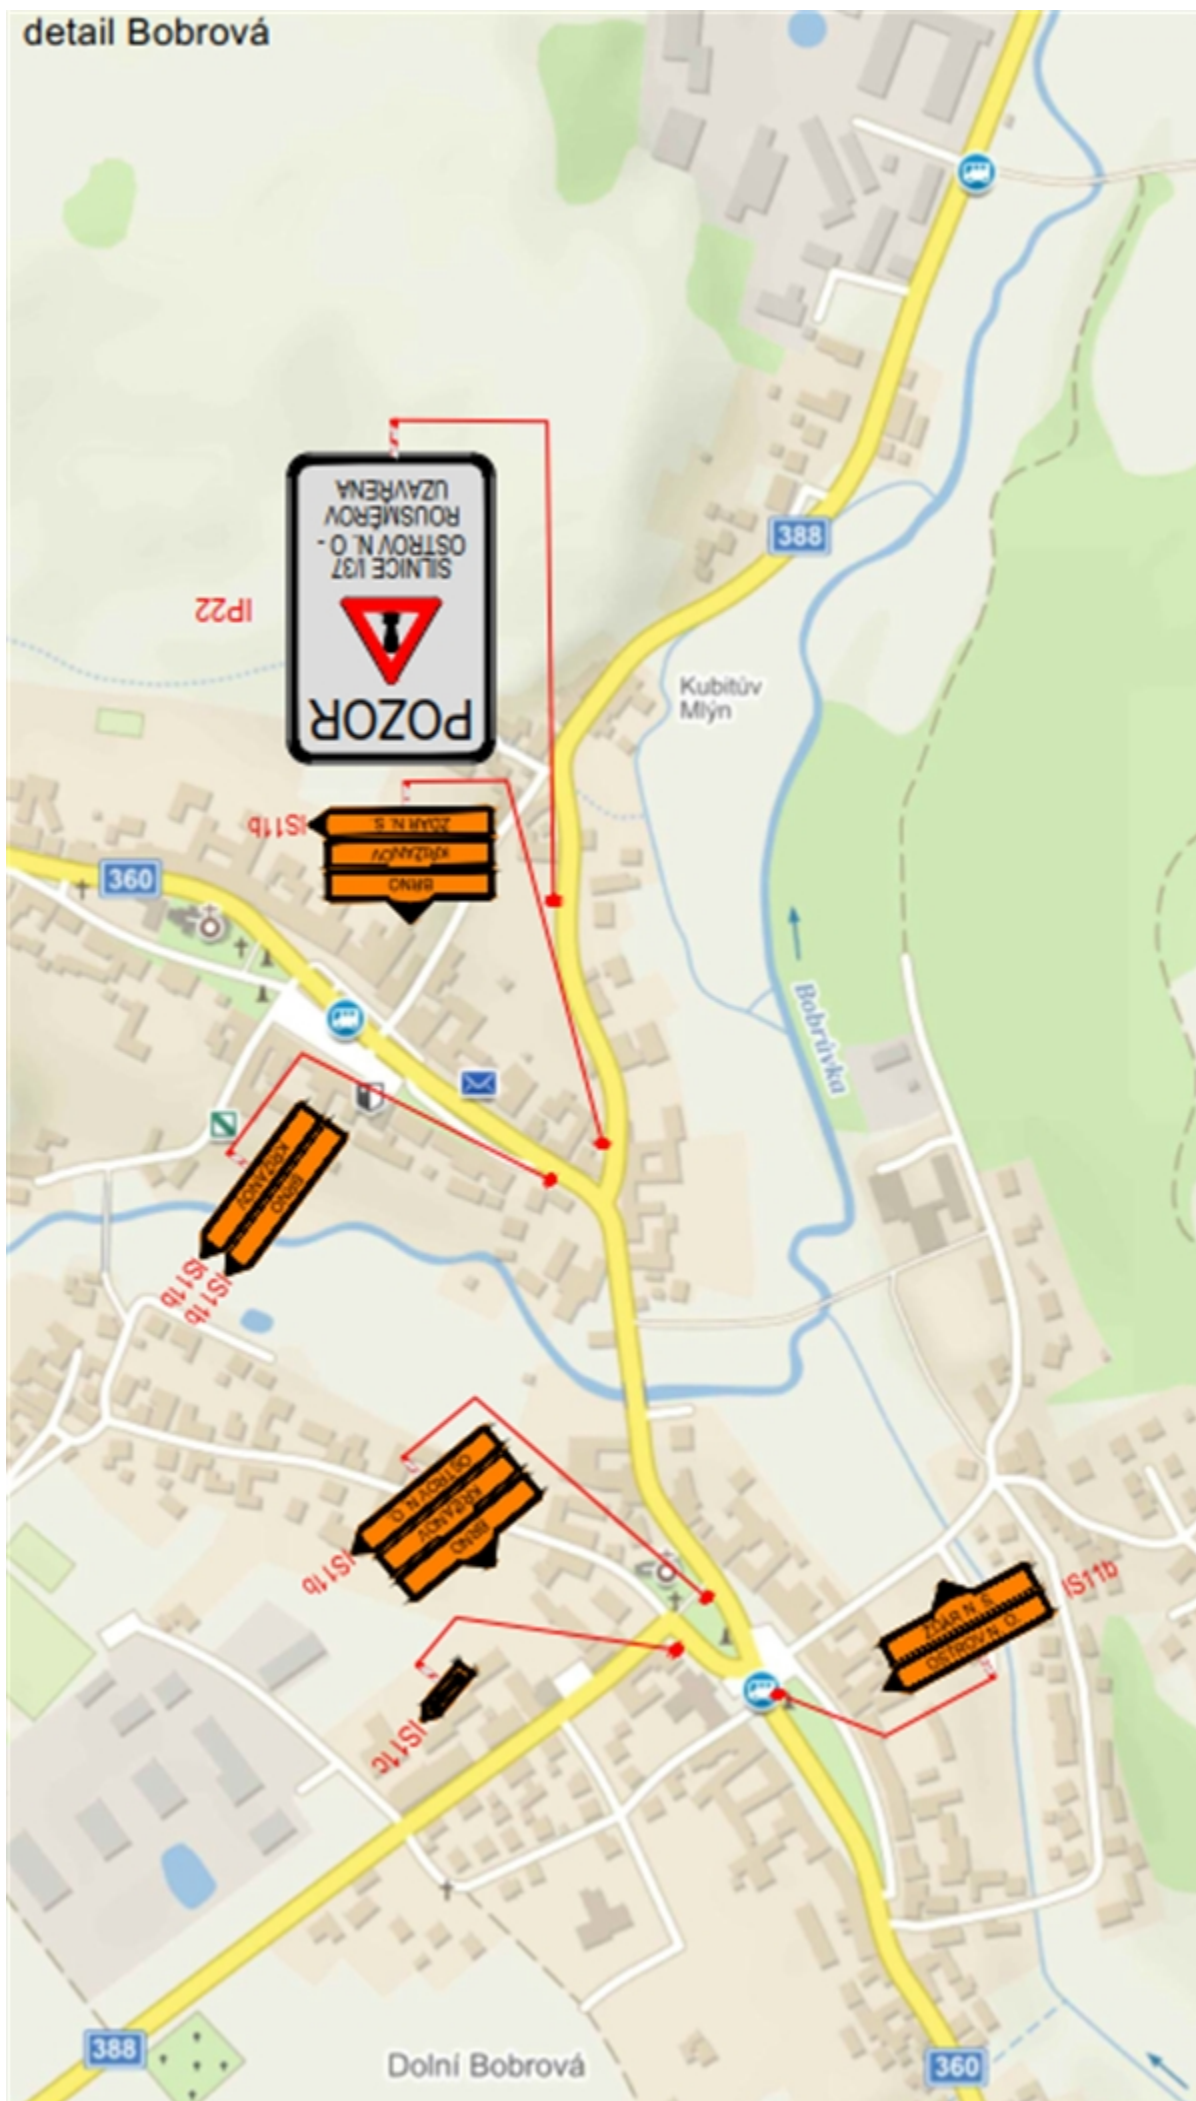 detail Bobrová
388
POZOR
SILNICE I/37
OSTROV N. O -
ROUSMĚROV
UZAVŘENA
IP22
Kubitův
Mlýn
IS11b
BRNO
KŘIŽANOV
ŽĎÁR N. S.
360
Bobrůvka
BRNO
KŘIŽANOV
IS11b
IS11b
OSTROV N. O.
KŘIŽANOV
BRNO
IS11b
ŽĎÁR N. S.
OSTROV N. O.
IS11b
IS11c
388
Dolní Bobrová
360